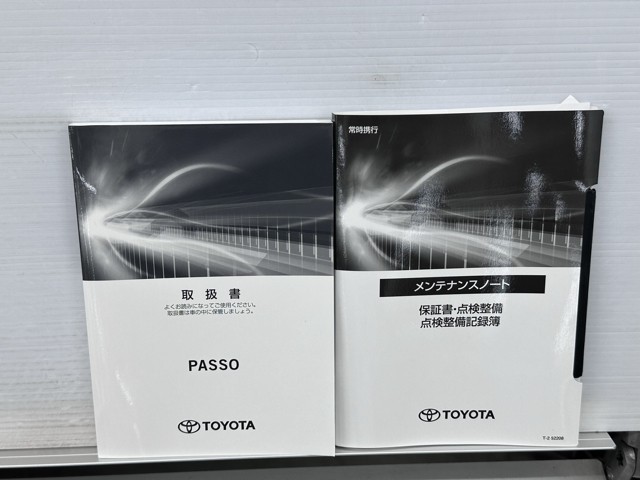 取扱書
よくお読みになってご使用ください。
取扱書は車の中に保管しましょう。
PASSO
TOYOTA
常時携行
メンテナンスノート
保証書・点検整備
点検整備記録簿
TOYOTA
T-2 52208